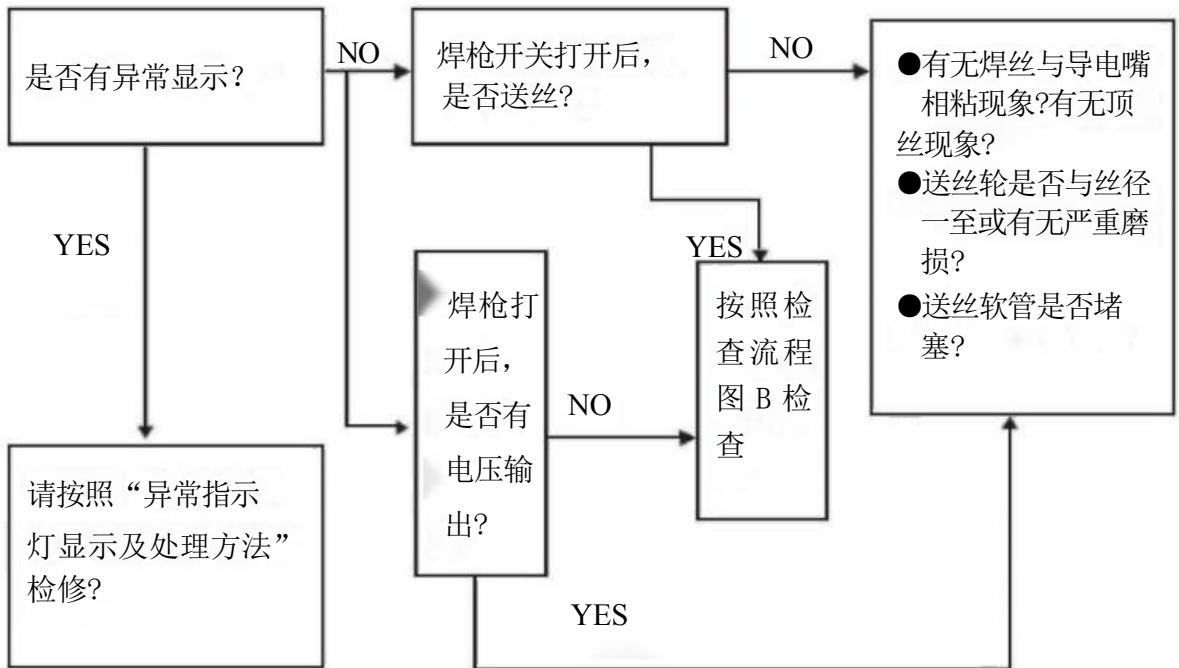 是否有异常显示?
NO
焊枪开关打开后，
是否送丝?
NO
●有无焊丝与导电嘴
相粘现象?有无顶
丝现象?
●送丝轮是否与丝径
一至或有无严重磨
损?
●送丝软管是否堵
塞?
YES
YES
焊枪打
开后，
是否有
电压输
出?
NO
按照检
查流程
图 B 检
查
请按照“异常指示
灯显示及处理方法”
检修?
YES